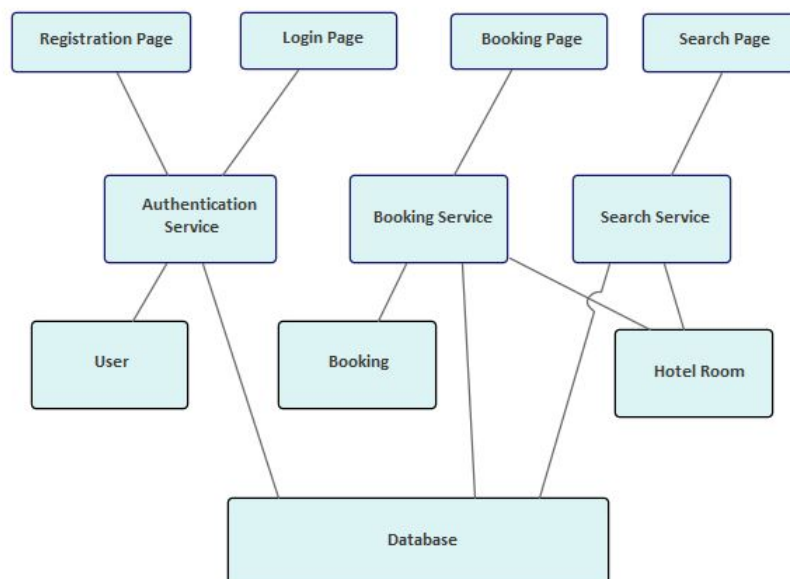 Registration Page
Login Page
Booking Page
Search Page
Authentication
Service
Booking Service
Search Service
User
Booking
Hotel Room
Database